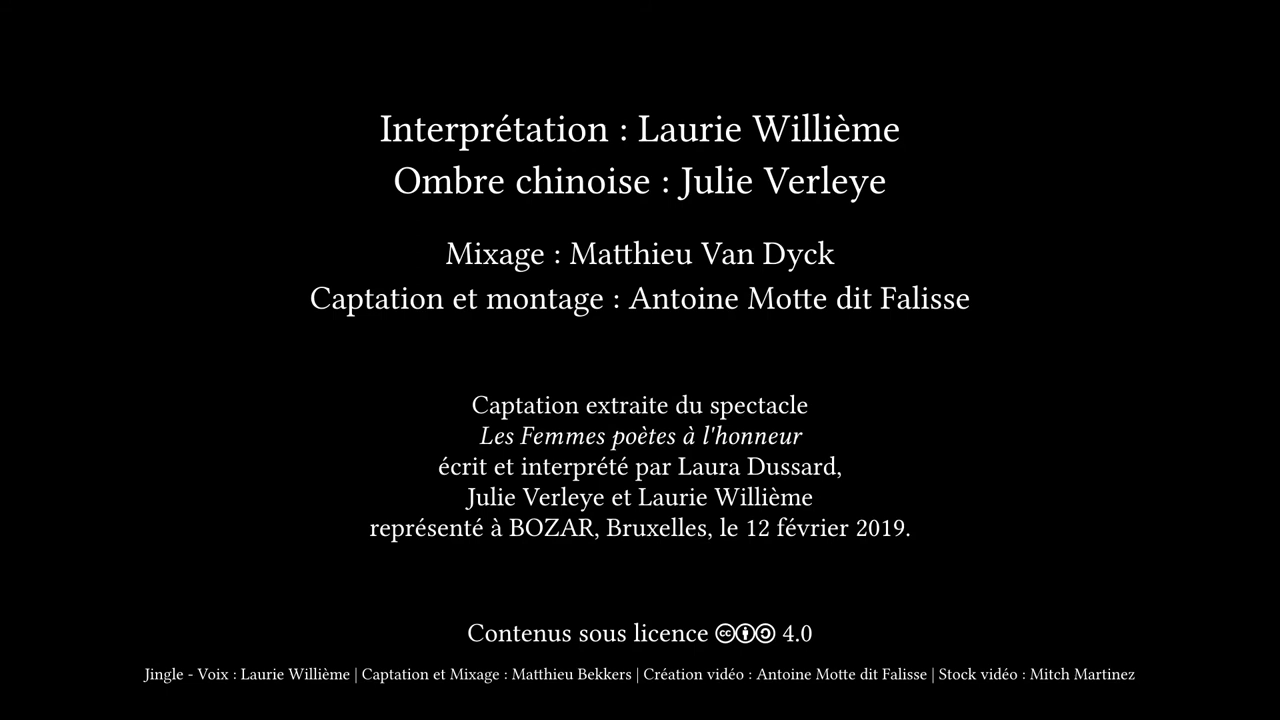 Interprétation : Laurie Willième
Ombre chinoise : Julie Verleye
Mixage : Matthieu Van Dyck
Captation et montage : Antoine Motte dit Falisse
Captation extraite du spectacle
Les Femmes poètes à l'honneur
écrit et interprété par Laura Dussard,
Julie Verleye et Laurie Willième
représenté à BOZAR, Bruxelles, le 12 février 2019.
Contenus sous licence 4.0
Jingle - Voix : Laurie Willième | Captation et Mixage : Matthieu Bekkers | Création vidéo : Antoine Motte dit Falisse | Stock vidéo : Mitch Martinez